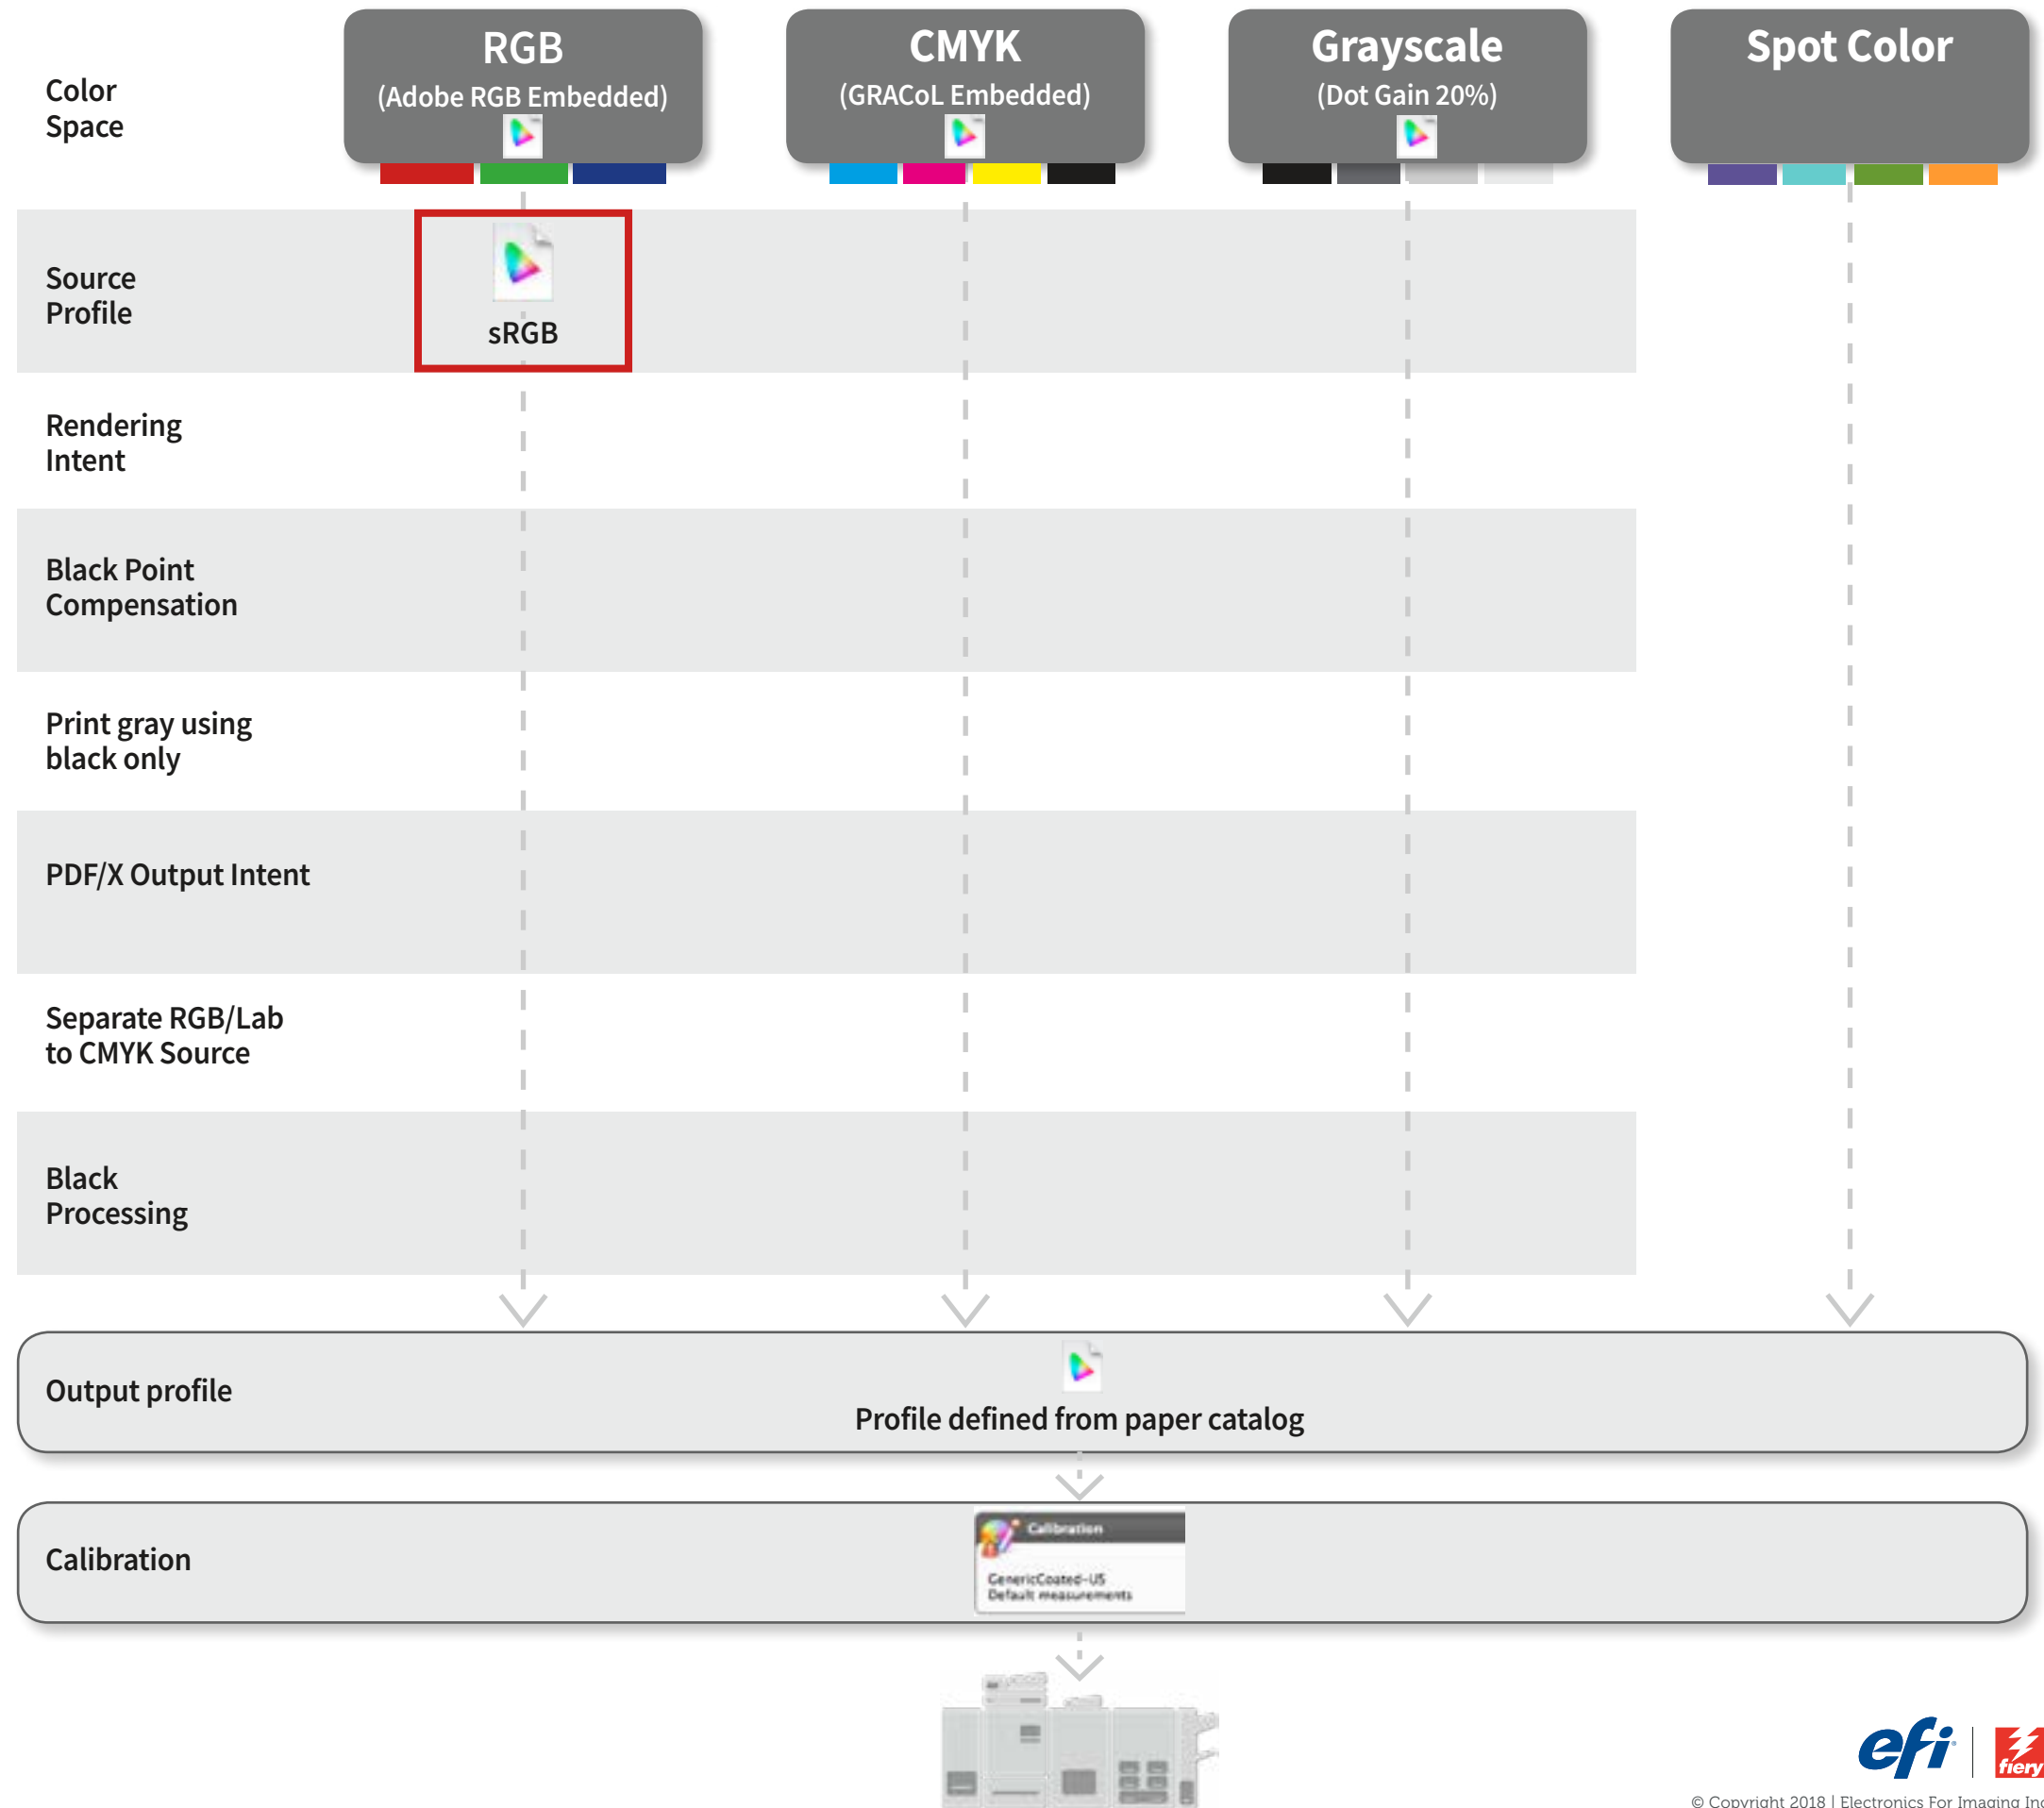 Color
Space
RGB
(Adobe RGB Embedded)
CMYK
(GRACoL Embedded)
Grayscale
(Dot Gain 20%)
Spot Color
Source
Profile
sRGB
Rendering
Intent
Black Point
Compensation
Print gray using
black only
PDF/X Output Intent
Separate RGB/Lab
to CMYK Source
Black
Processing
Output profile
Profile defined from paper catalog
Calibration
Calibration
GenericCoated-US
Default measurements
efi
fiery
© Copyright 2018 | Electronics For Imaging Inc